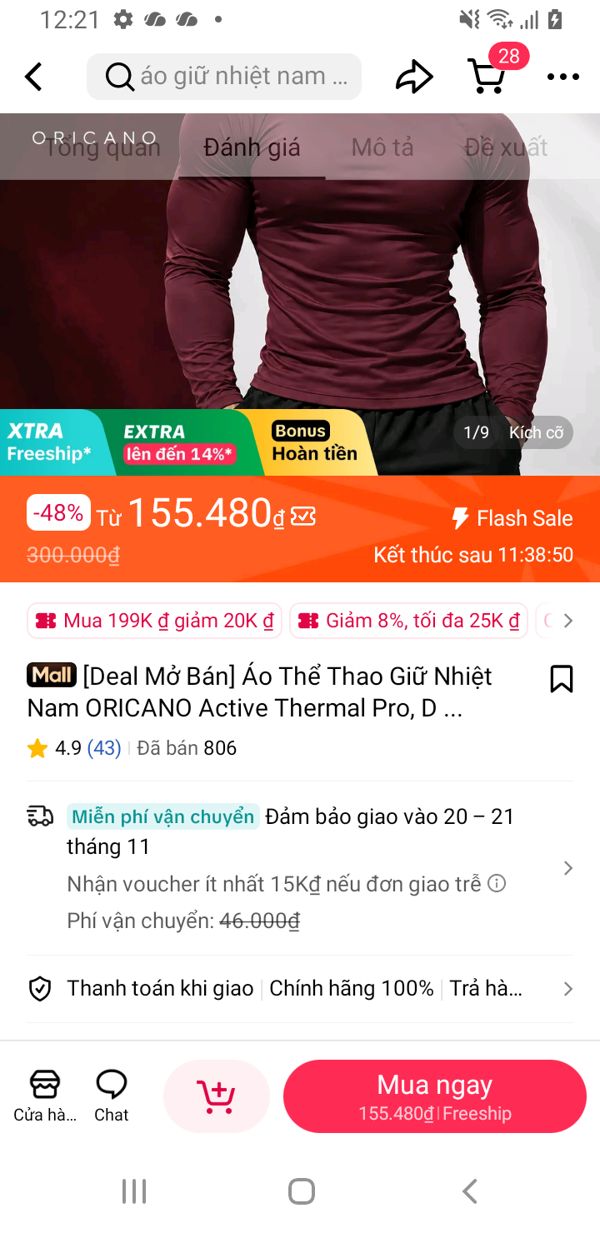 12:21
áo giữ nhiệt nam ...
28
ORICANO
Tổng quan Đánh giá Mô tả Đề xuất
XTRA
Freeship*
EXTRA
lên đến 14%*
Bonus
Hoàn tiền
1/9 Kích cỡ
-48% Từ 155.480₫
Flash Sale
300.000₫
Kết thúc sau 11:38:50
Mua 199K ₫ giảm 20K ₫
Giảm 8%, tối đa 25K ₫
Mall [Deal Mở Bán] Áo Thể Thao Giữ Nhiệt
Nam ORICANO Active Thermal Pro, D ...
4.9 (43) Đã bán 806
Miễn phí vận chuyển Đảm bảo giao vào 20 – 21
tháng 11
Nhận voucher ít nhất 15K₫ nếu đơn giao trễ
Phí vận chuyển: 46.000₫
Thanh toán khi giao Chính hãng 100% Trả hà...
Cửa hà...
Chat
Mua ngay
155.480₫ Freeship